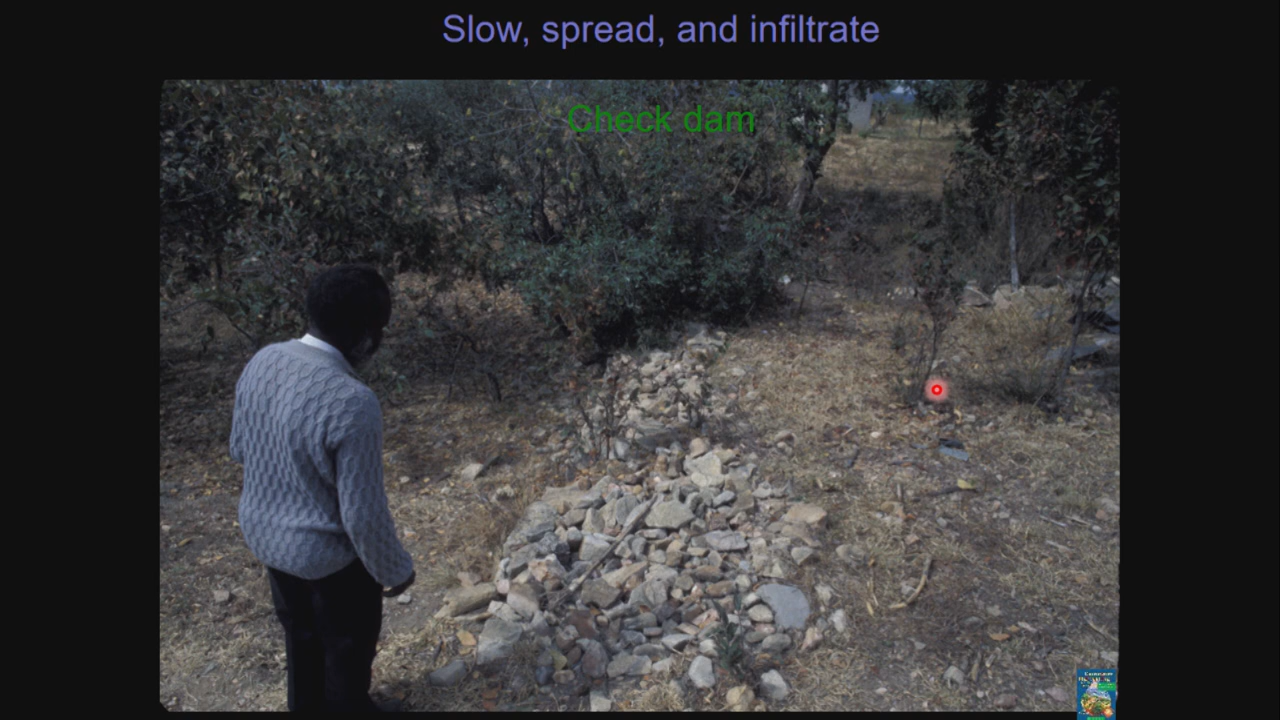 Slow, spread, and infiltrate
Check dam